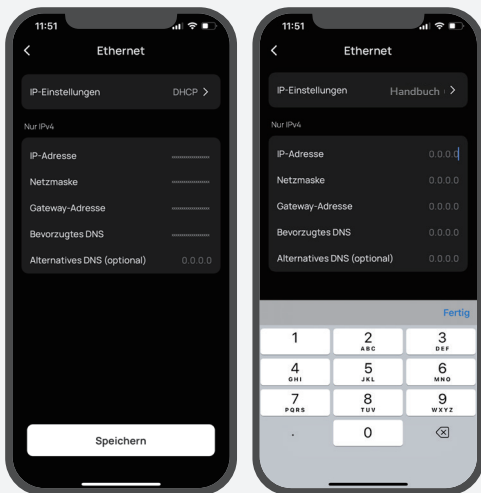 11:51
Ethernet
IP-Einstellungen DHCP >
Nur IPv4
IP-Adresse
Netzmaske
Gateway-Adresse
Bevorzugtes DNS
Alternatives DNS (optional) 0.0.0.0
Speichern
11:51
Ethernet
IP-Einstellungen Handbuch >
Nur IPv4
IP-Adresse 0.0.0.0
Netzmaske 0.0.0.0
Gateway-Adresse 0.0.0.0
Bevorzugtes DNS 0.0.0.0
Alternatives DNS (optional) 0.0.0.0
Fertig
1 2 3
ABC DEF
4 5 6
GHI JKL MNO
7 8 9
PQRS TUV WXYZ
. 0